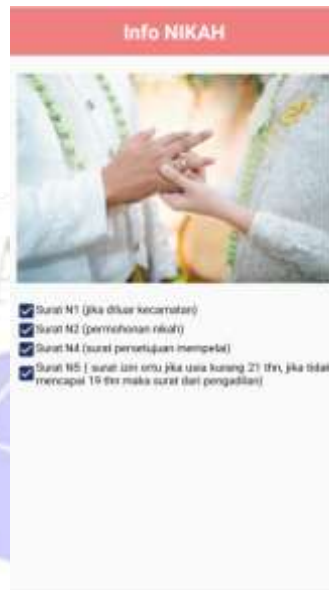 Info NIKAH
Surat N1 (jika diluar kecamatan)
Surat N2 (permohonan nikah)
Surat N4 (surat persetujuan mempelai)
Surat N5 ( surat izin ortu jika usia kurang 21 thn, jika tidak
mencapai 19 thn maka surat dari pengadilan)